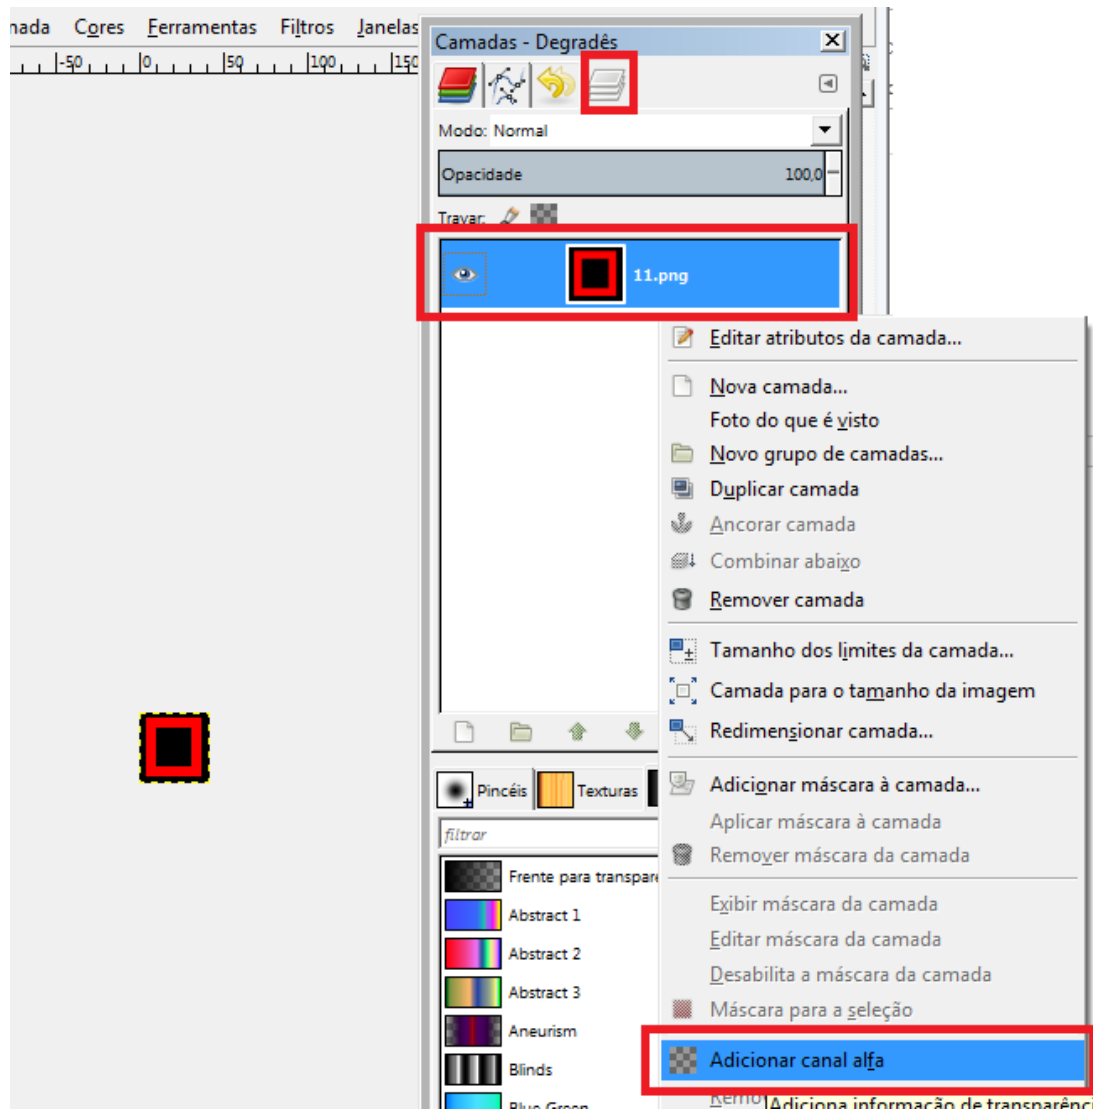 Cores Ferramentas Filtros Janelas
-50 0 50 100
Camadas - Degradês
Modo: Normal
Opacidade 100,0
Travar:
11.png
Editar atributos da camada...
Nova camada...
Foto do que é visto
Novo grupo de camadas...
Duplicar camada
Ancorar camada
Combinar abaixo
Remover camada
Tamanho dos limites da camada...
Camada para o tamanho da imagem
Redimensionar camada...
Adicionar máscara à camada...
Aplicar máscara à camada
Remover máscara da camada
Exibir máscara da camada
Editar máscara da camada
Desabilita a máscara da camada
Máscara para a seleção
Adicionar canal alfa
Adiciona informação de
Pincéis Texturas
filtrar
Frente para
Abstract 1
Abstract 2
Abstract 3
Aneurism
Blinds
Blue Green